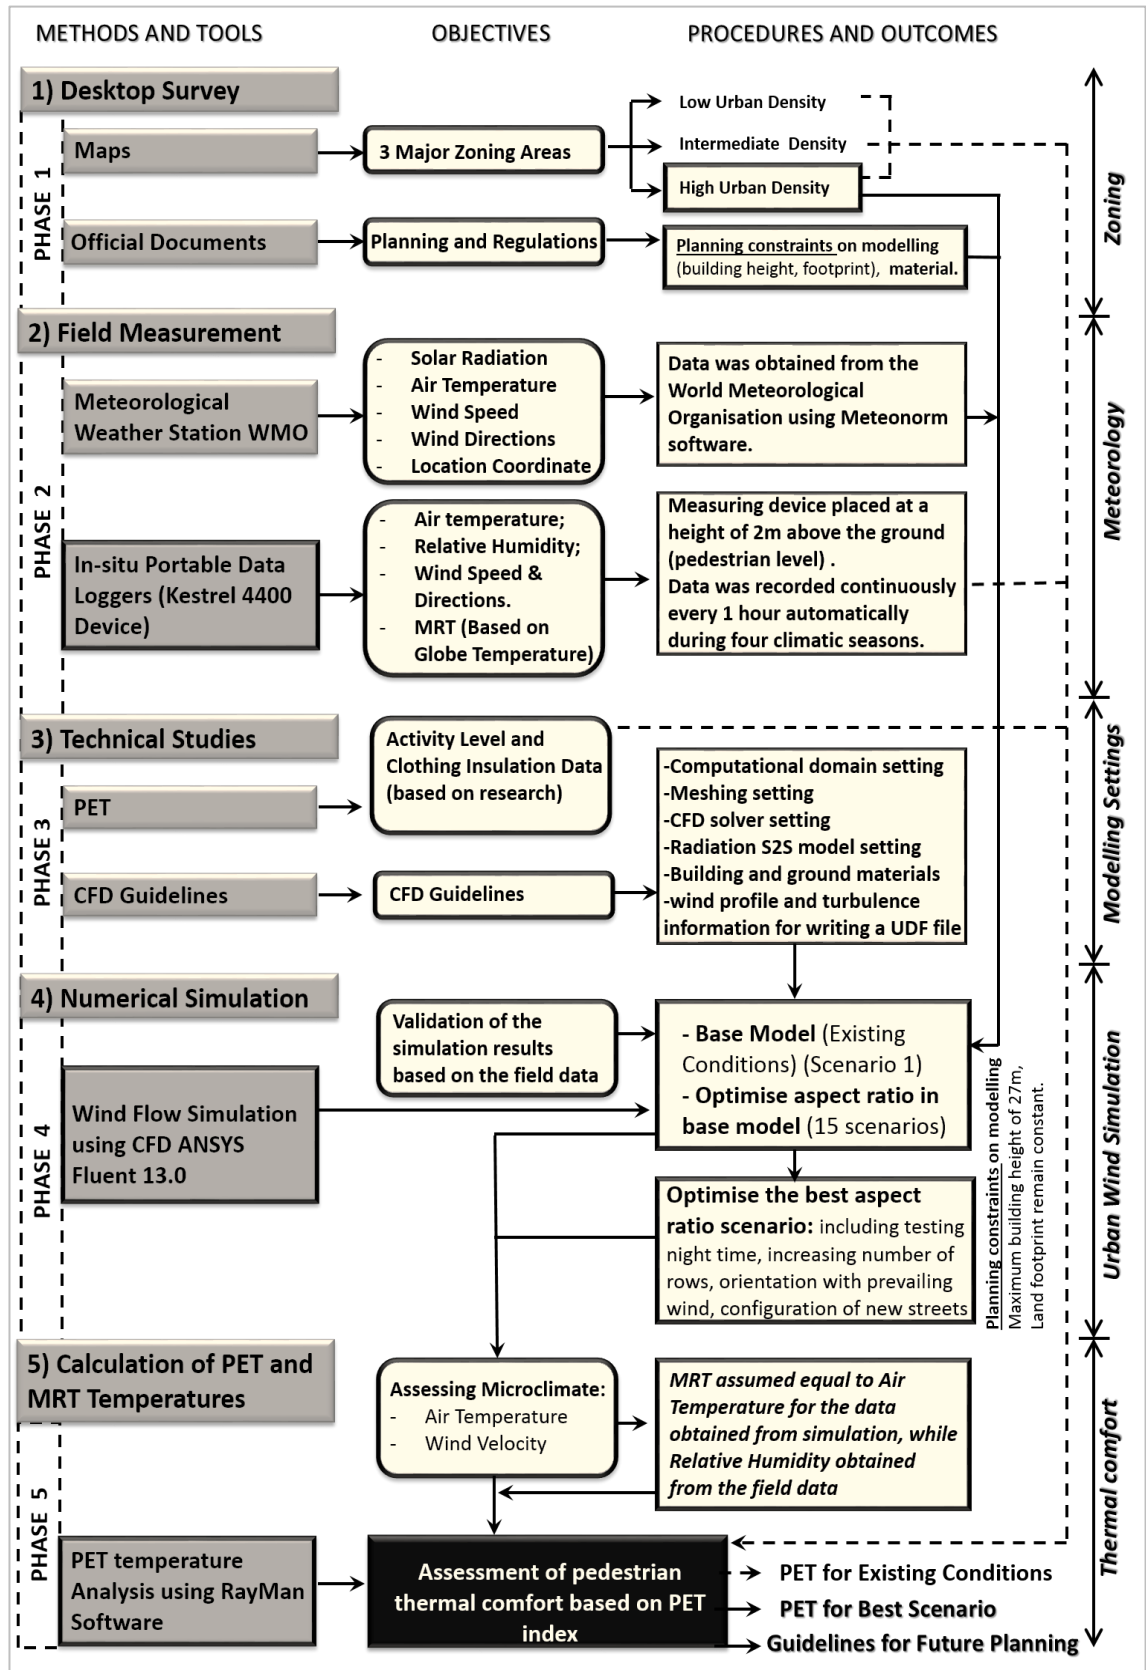 METHODS AND TOOLS
OBJECTIVES
PROCEDURES AND OUTCOMES
1) Desktop Survey
PHASE 1
Maps
3 Major Zoning Areas
Low Urban Density
Intermediate Density
High Urban Density
Official Documents
Planning and Regulations
Planning constraints on modelling
(building height, footprint), material.
Zoning
2) Field Measurement
PHASE 2
Meteorological
Weather Station WMO
- Solar Radiation
- Air Temperature
- Wind Speed
- Wind Directions
- Location Coordinate
Data was obtained from the
World Meteorological
Organisation using Meteonorm
software.
In-situ Portable Data
Loggers (Kestrel 4400
Device)
- Air temperature;
- Relative Humidity;
- Wind Speed &
Directions.
- MRT (Based on
Globe Temperature)
Measuring device placed at a
height of 2m above the ground
(pedestrian level) .
Data was recorded continuously
every 1 hour automatically
during four climatic seasons.
Meteorology
3) Technical Studies
PHASE 3
PET
Activity Level and
Clothing Insulation Data
(based on research)
CFD Guidelines
CFD Guidelines
-Computational domain setting
-Meshing setting
-CFD solver setting
-Radiation S2S model setting
-Building and ground materials
-wind profile and turbulence
information for writing a UDF file
Modelling Settings
4) Numerical Simulation
PHASE 4
Validation of the
simulation results
based on the field data
Wind Flow Simulation
using CFD ANSYS
Fluent 13.0
- Base Model (Existing
Conditions) (Scenario 1)
- Optimise aspect ratio in
base model (15 scenarios)
Optimise the best aspect
ratio scenario: including testing
night time, increasing number of
rows, orientation with prevailing
wind, configuration of new streets
Planning constraints on modelling
Maximum building height of 27m,
Land footprint remain constant.
Urban Wind Simulation
5) Calculation of PET and
MRT Temperatures
PHASE 5
Assessing Microclimate:
- Air Temperature
- Wind Velocity
MRT assumed equal to Air
Temperature for the data
obtained from simulation, while
Relative Humidity obtained
from the field data
PET temperature
Analysis using RayMan
Software
Assessment of pedestrian
thermal comfort based on PET
index
PET for Existing Conditions
PET for Best Scenario
Guidelines for Future Planning
Thermal comfort